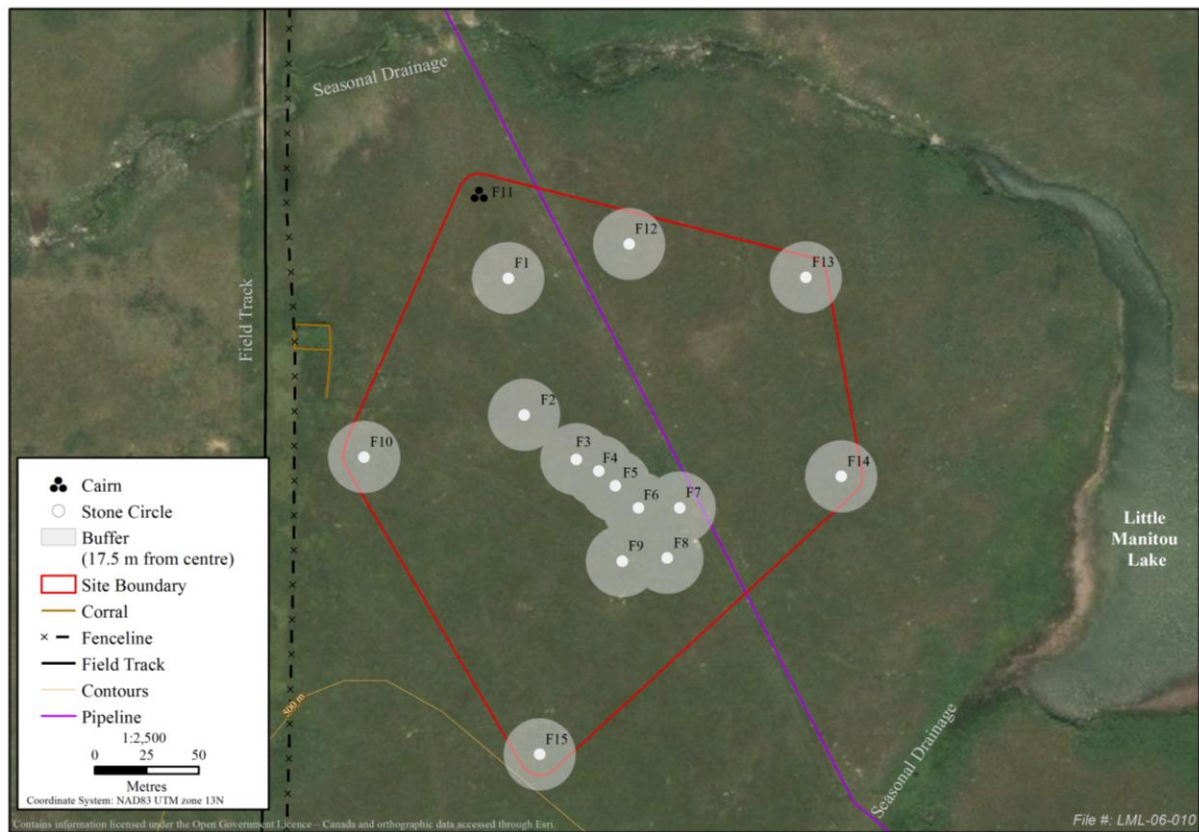 Seasonal Drainage
F11
F12
F1
F13
Field Track
F2
F10
F3
F4
F5
F14
F6
F7
F9
F8
F15
Little
Manitou
Lake
Seasonal Drainage
500 m
Cairn
Stone Circle
Buffer
(17.5 m from centre)
Site Boundary
Corral
Fenceline
Field Track
Contours
Pipeline
1:2,500
0 25 50
Metres
Coordinate System: NAD83 UTM zone 13N
Contains information licensed under the Open Government Licence – Canada and orthographic data accessed through Esri.
File #: LML-06-010